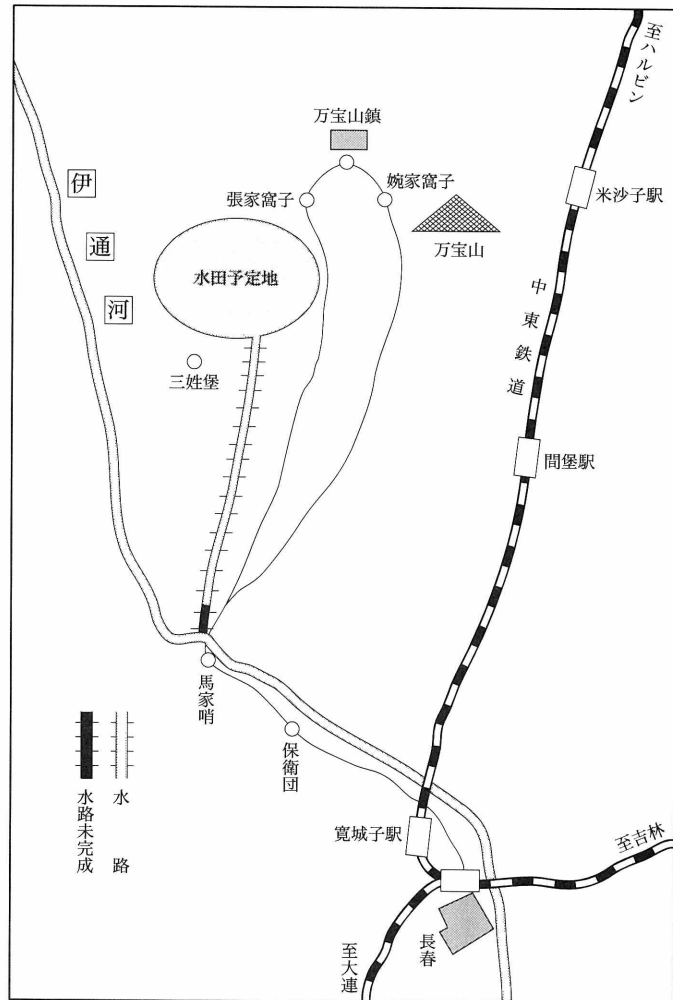 至ハルビン
万宝山鎮
張家窩子
婉家窩子
米沙子駅
万宝山
伊通河
水田予定地
中東鉄道
三姓堡
間堡駅
馬家哨
保衛団
水路
水路未完成
寛城子駅
至吉林
長春
至大連